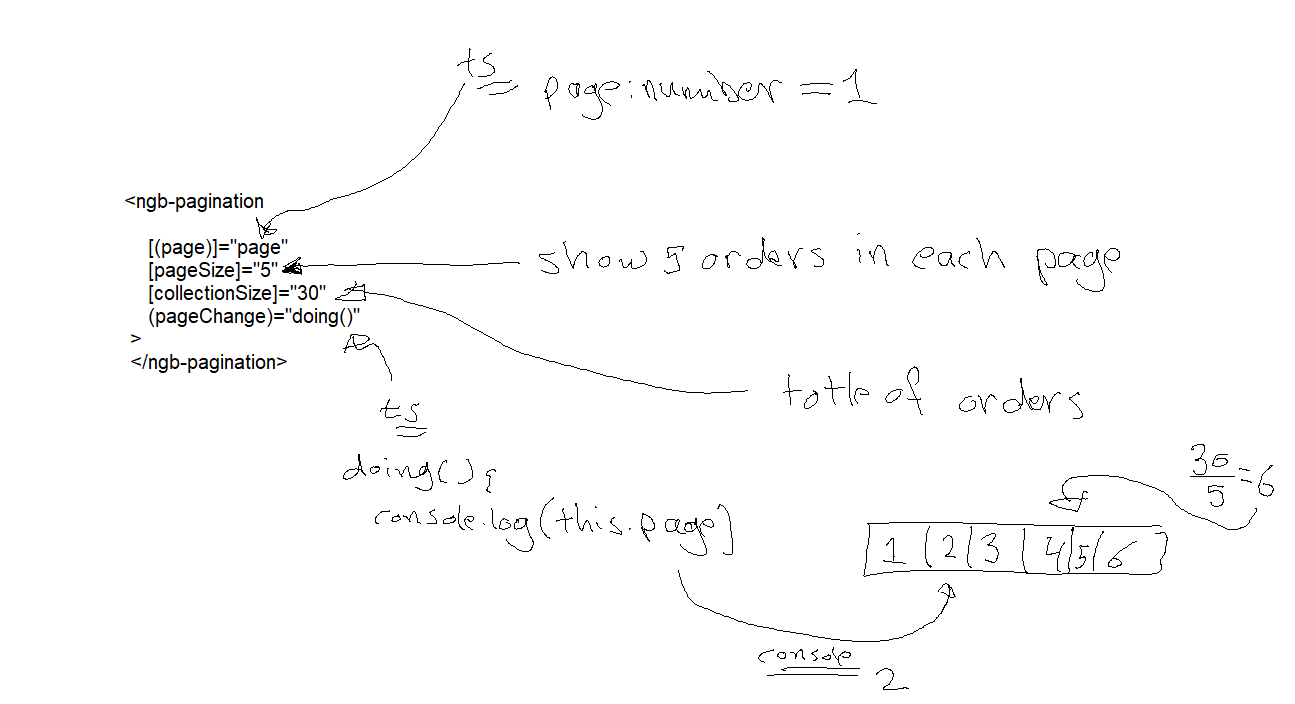 ts
page:number = 1
<ngb-pagination
[(page)]="page"
[pageSize]="5"
show 5 orders in each page
[collectionSize]="30"
(pageChange)="doing()"
>
</ngb-pagination>
totle of orders
ts
doing() {
console.log(this.page)
30
5
=6
1 2 3 4 5 6
console
2